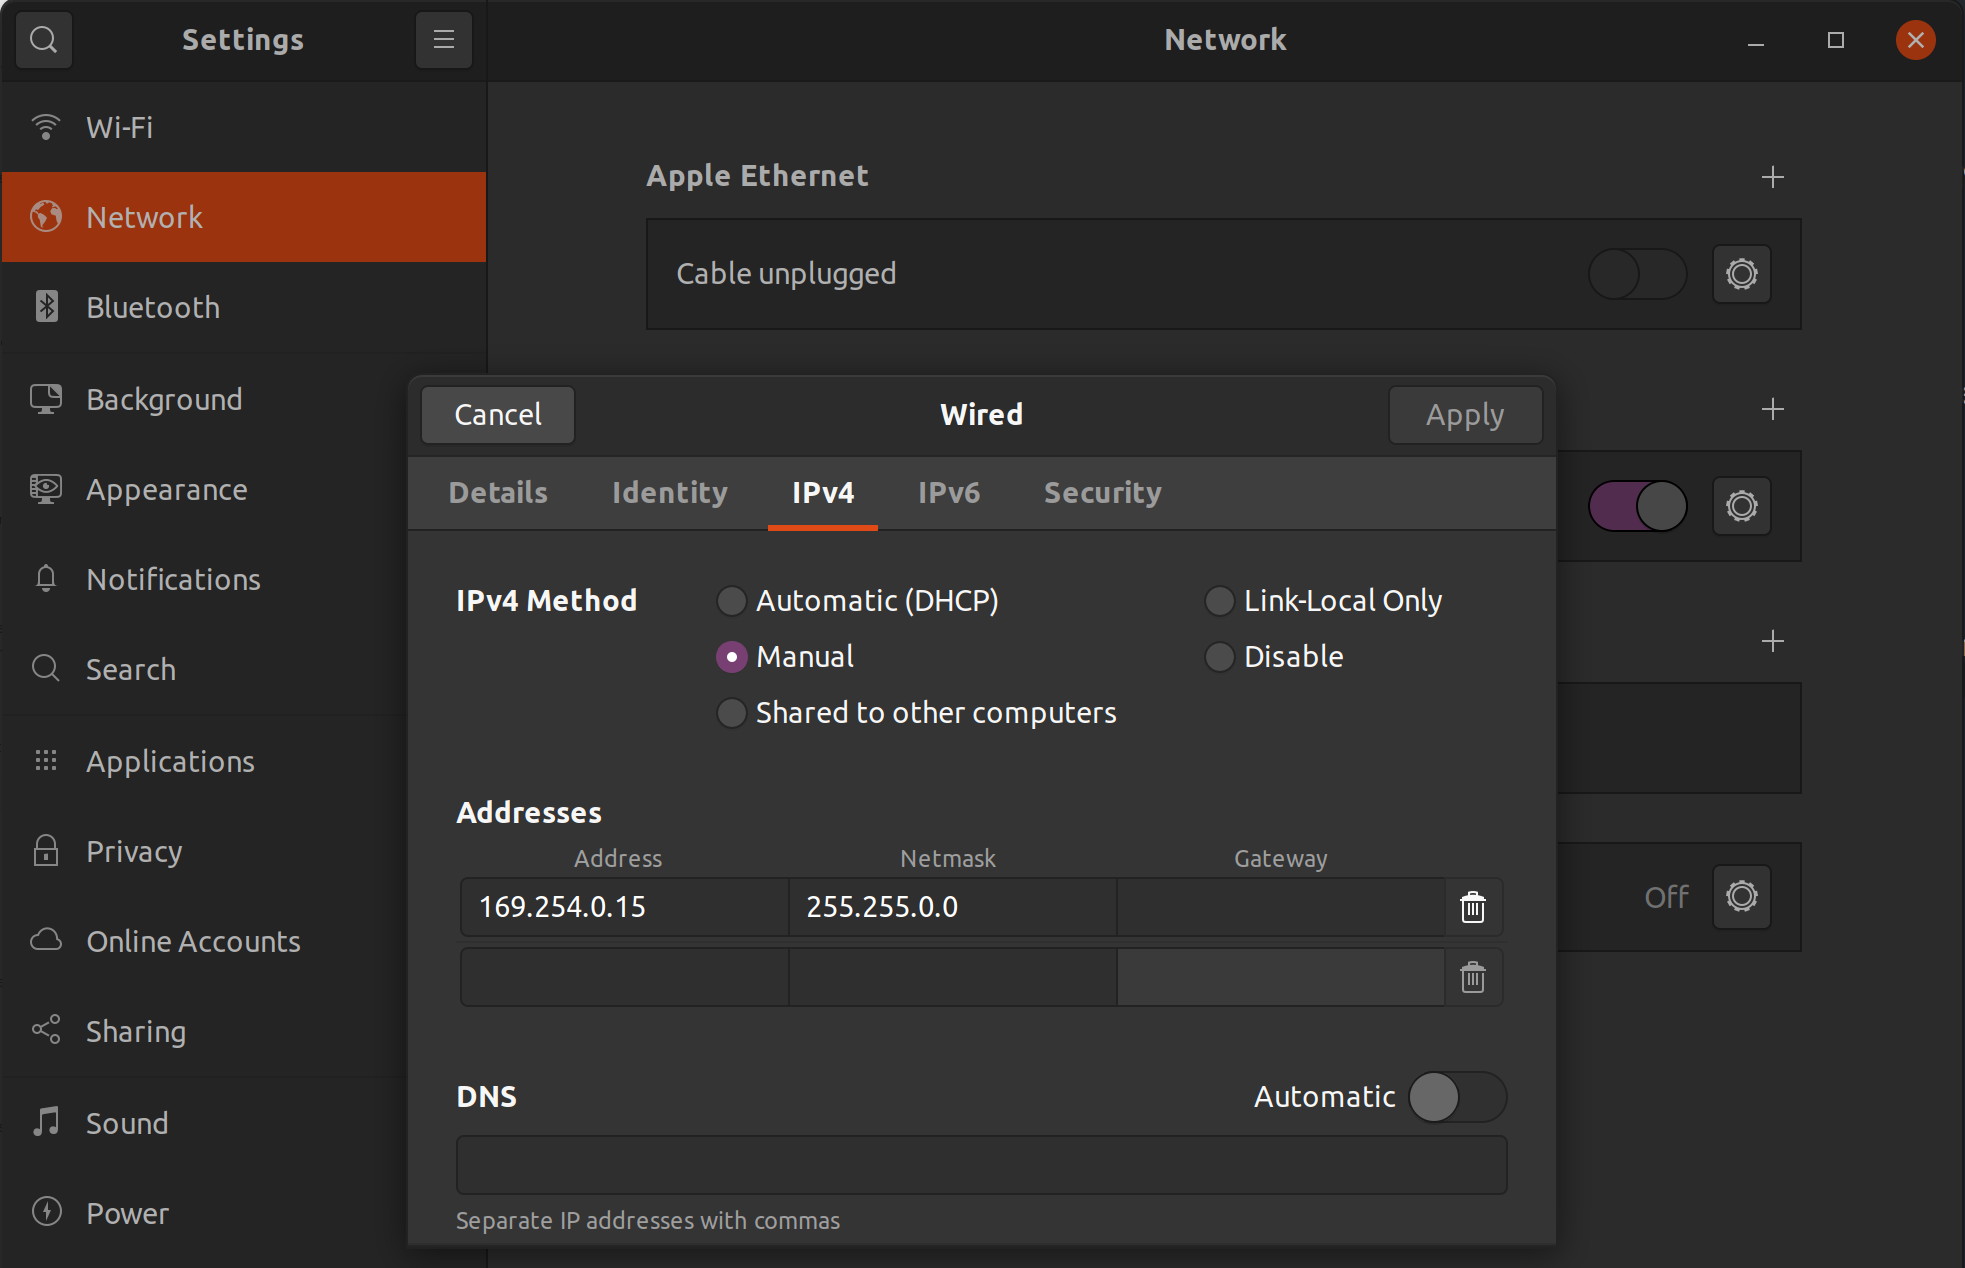 Settings
Network
Wi-Fi
Network
Bluetooth
Background
Appearance
Notifications
Search
Applications
Privacy
Online Accounts
Sharing
Sound
Power
Apple Ethernet
Cable unplugged
Off
Cancel
Wired
Apply
Details
Identity
IPv4
IPv6
Security
IPv4 Method
Automatic (DHCP)
Link-Local Only
Manual
Disable
Shared to other computers
Addresses
Address
Netmask
Gateway
169.254.0.15
255.255.0.0
DNS
Automatic
Separate IP addresses with commas